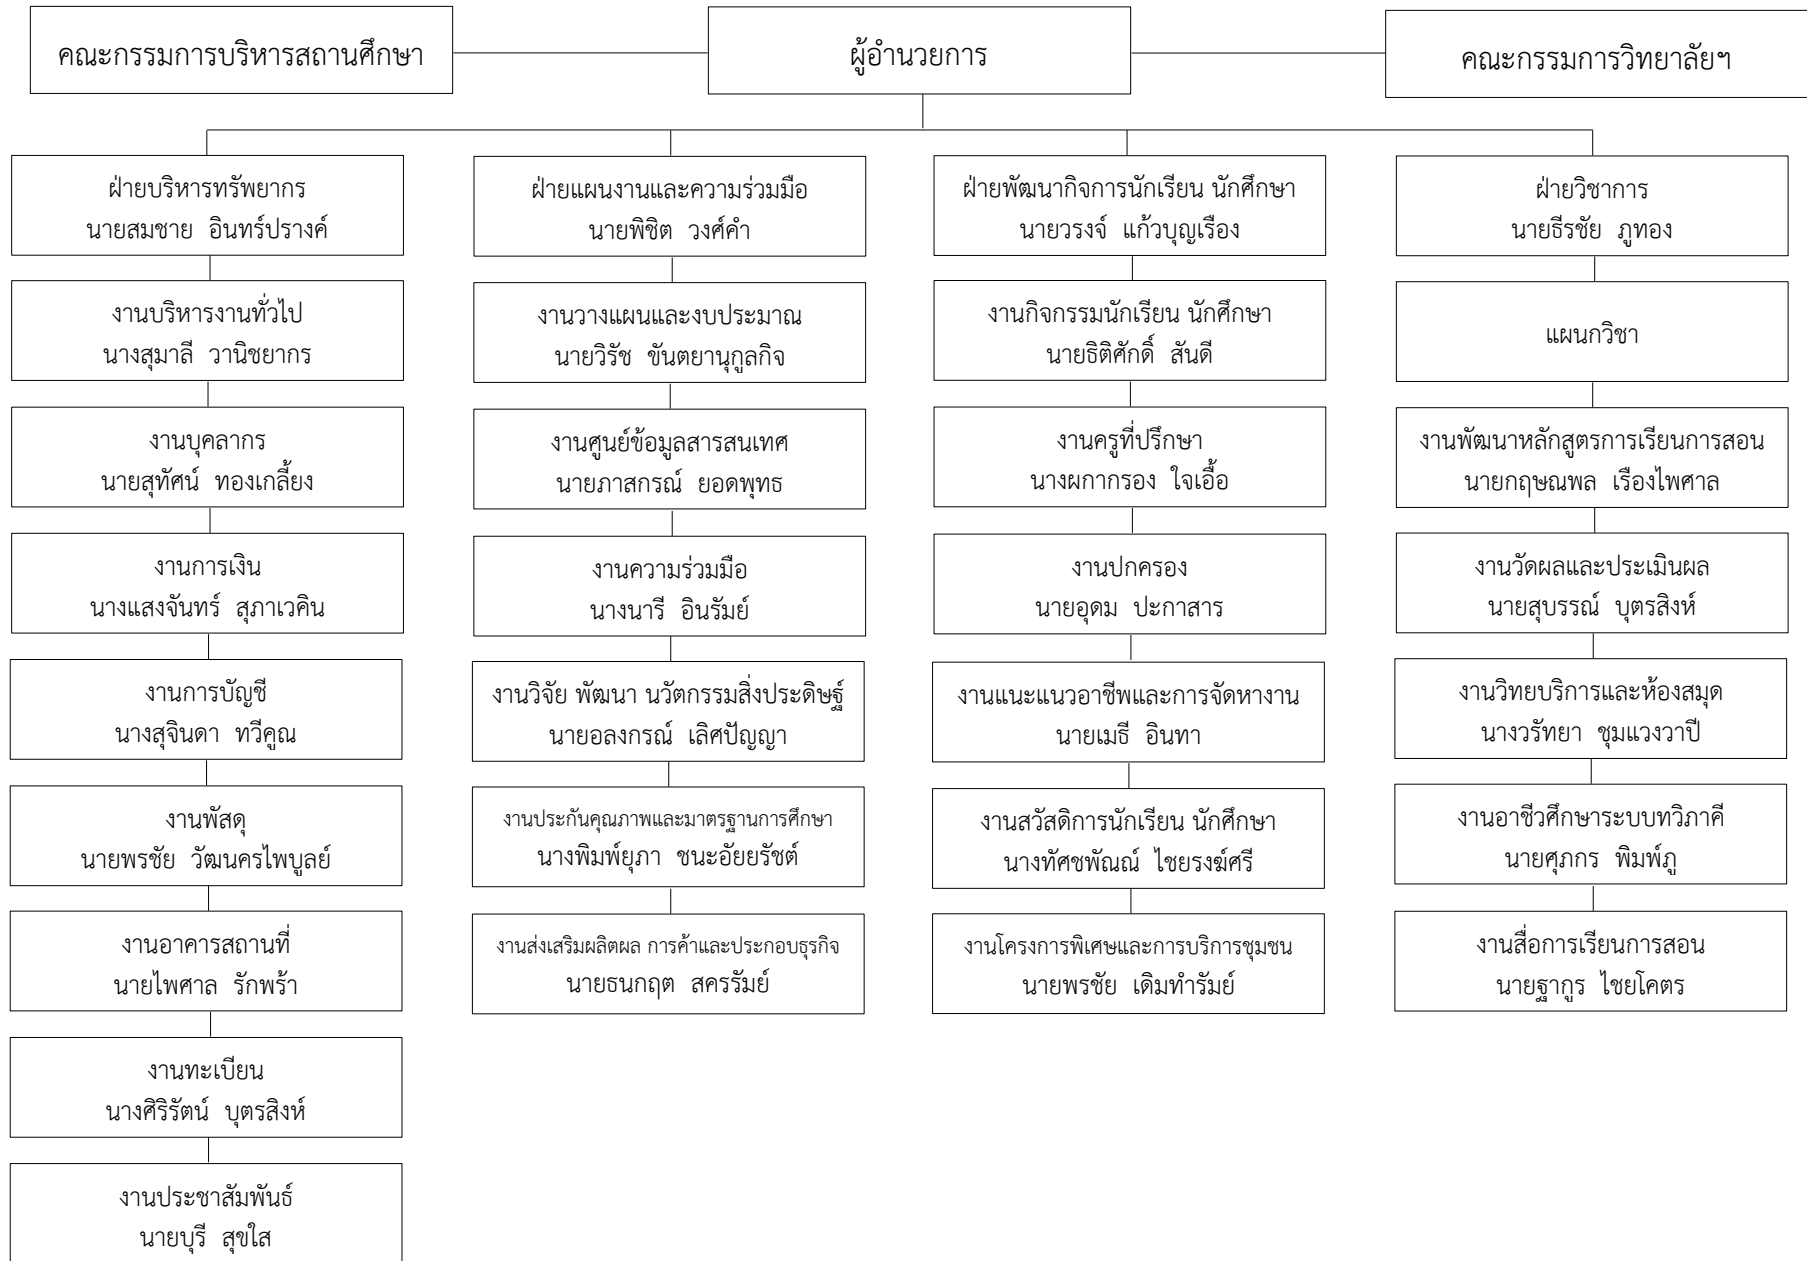 คณะกรรมการบริหารสถานศึกษา
ผู้อำนวยการ
คณะกรรมการวิทยาลัยฯ
ฝ่ายบริหารทรัพยากร
นายสมชาย อินทร์ปรางค์
งานบริหารงานทั่วไป
นางสุมาลี วานิชยากร
งานบุคลากร
นายสุทัศน์ ทองเกลี้ยง
งานการเงิน
นางแสงจันทร์ สุภาเวคิน
งานการบัญชี
นางสุจินดา ทวีคูณ
งานพัสดุ
นายพรชัย วัฒนครไพบูลย์
งานอาคารสถานที่
นายไพศาล รักพร้า
งานทะเบียน
นางศิริรัตน์ บุตรสิงห์
งานประชาสัมพันธ์
นายบุรี สุขใส
ฝ่ายแผนงานและความร่วมมือ
นายพิชิต วงศ์คำ
งานวางแผนและงบประมาณ
นายวิรัช ขันตยานุกูลกิจ
งานศูนย์ข้อมูลสารสนเทศ
นายภาสกรณ์ ยอดพุทธ
งานความร่วมมือ
นางนารี อินรัมย์
งานวิจัย พัฒนา นวัตกรรมสิ่งประดิษฐ์
นายอลงกรณ์ เลิศปัญญา
งานประกันคุณภาพและมาตรฐานการศึกษา
นางพิมพ์ยุภา ชนะอัยยรัชต์
งานส่งเสริมผลิตผล การค้าและประกอบธุรกิจ
นายธนกฤต สครรัมย์
ฝ่ายพัฒนากิจการนักเรียน นักศึกษา
นายวรงจ์ แก้วบุญเรือง
งานกิจกรรมนักเรียน นักศึกษา
นายธิติศักดิ์ สันดี
งานครูที่ปรึกษา
นางผกากรอง ใจเอื้อ
งานปกครอง
นายอุดม ปะกาสาร
งานแนะแนวอาชีพและการจัดหางาน
นายเมธี อินทา
งานสวัสดิการนักเรียน นักศึกษา
นางทัศชพัณณ์ ไชยรงฆ์ศรี
งานโครงการพิเศษและการบริการชุมชน
นายพรชัย เดิมทำรัมย์
ฝ่ายวิชาการ
นายธีรชัย ภูทอง
แผนกวิชา
งานพัฒนาหลักสูตรการเรียนการสอน
นายกฤษณพล เรืองไพศาล
งานวัดผลและประเมินผล
นายสุบรรณ์ บุตรสิงห์
งานวิทยบริการและห้องสมุด
นางวรัทยา ชุมแวงวาปี
งานอาชีวศึกษาระบบทวิภาคี
นายศุภกร พิมพ์ภู
งานสื่อการเรียนการสอน
นายฐากูร ไชยโคตร